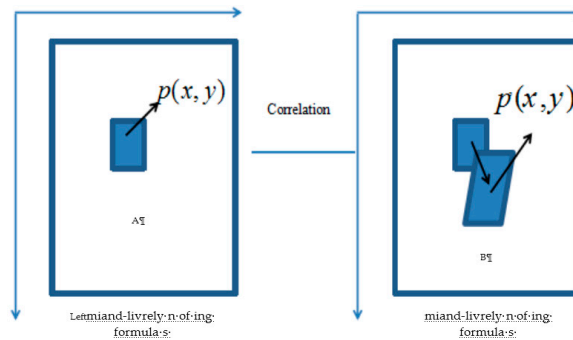 p(x, y)
Correlation
p(x, y)
A¶
B¶
Leftmiand-livrely·n·of·ing·
formula·s·
miand-livrely·n·of·ing·
formula·s·